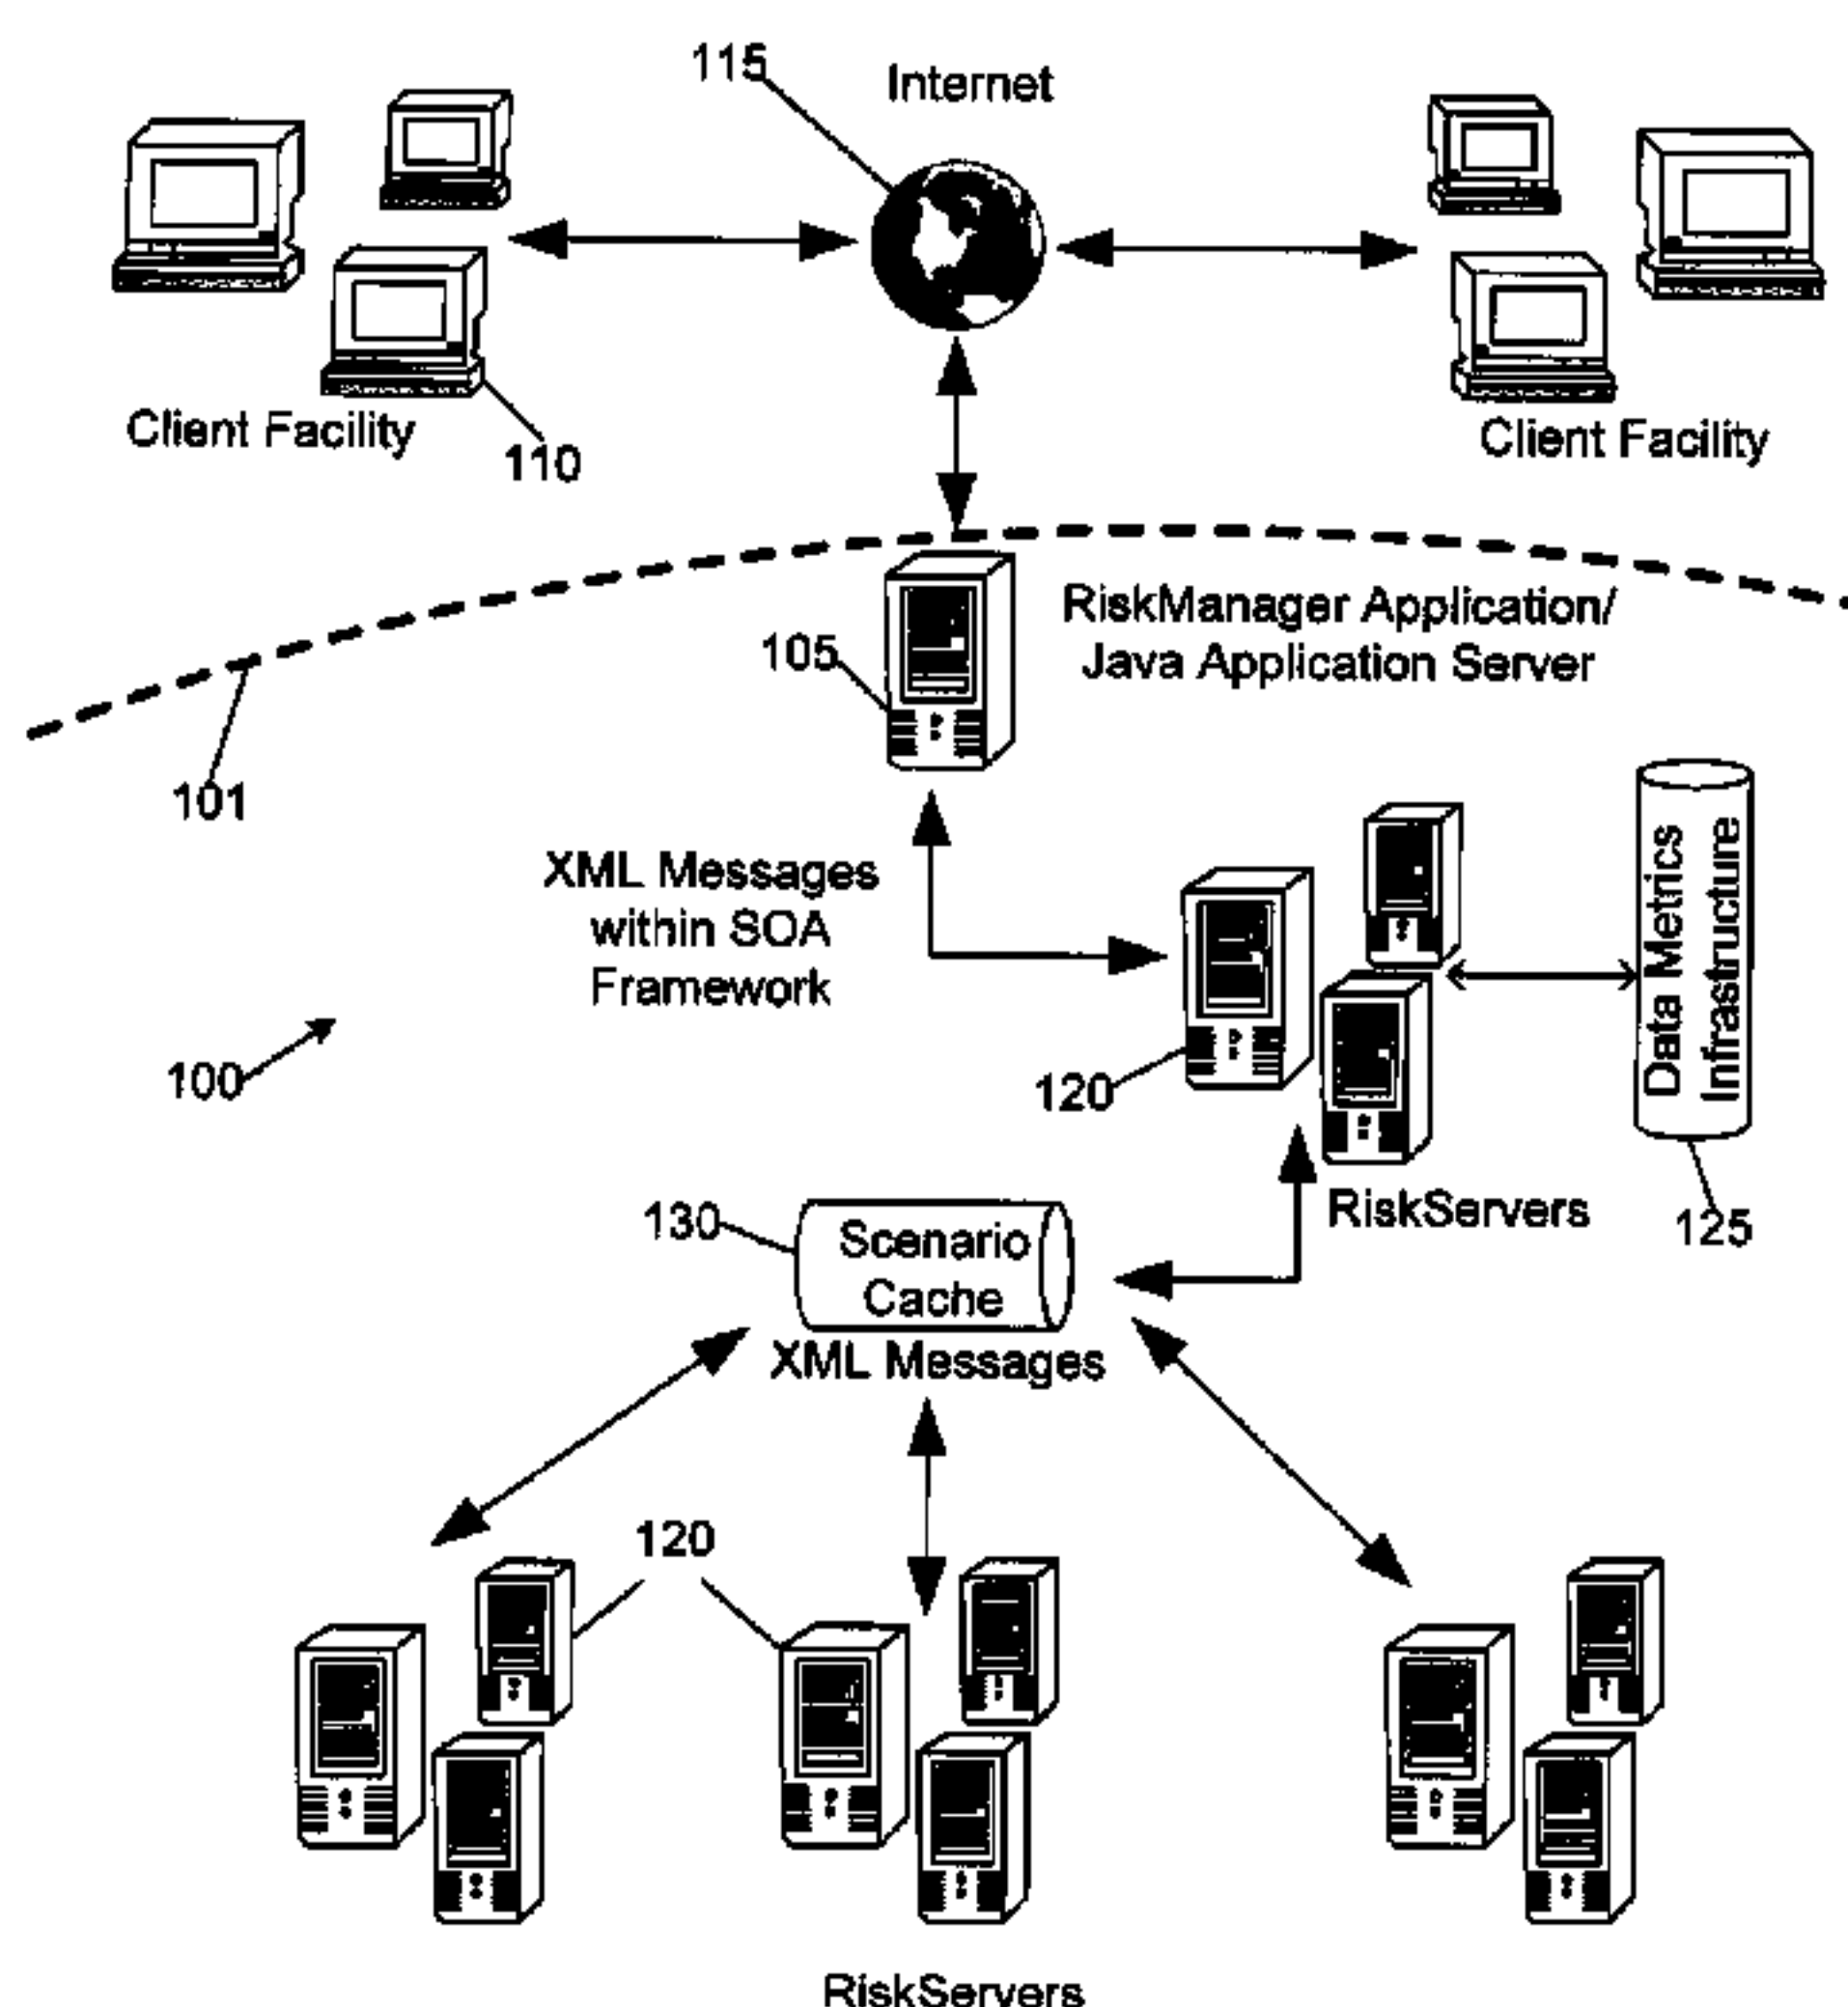 115
Internet
Client Facility
110
Client Facility
RiskManager Application/
105
Java Application Server
101
XML Messages
within SOA
Framework
Data Metrics
Infrastructure
100
120
RiskServers
125
130
Scenario
Cache
XML Messages
120
RiskServers